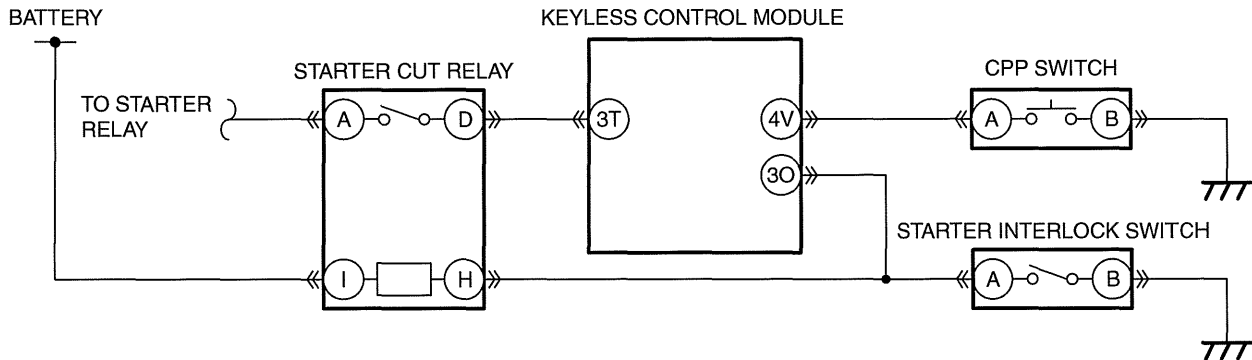 BATTERY
KEYLESS CONTROL MODULE
STARTER CUT RELAY
CPP SWITCH
TO STARTER
RELAY
A
D
3T
4V
A
B
3O
STARTER INTERLOCK SWITCH
I
H
A
B